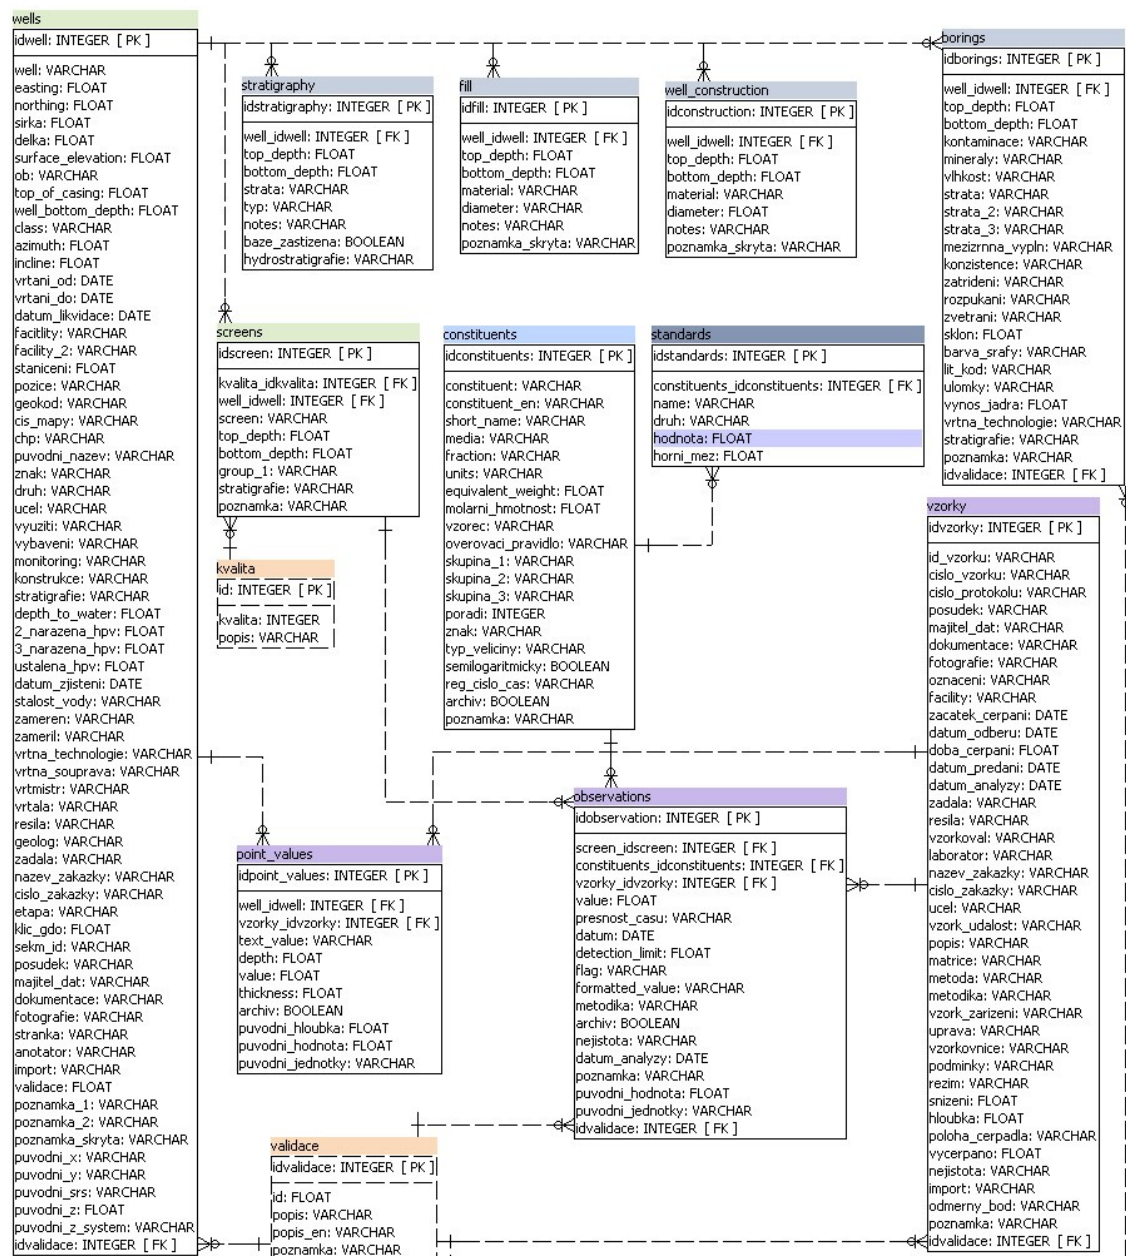 wells
idwell: INTEGER [ PK ]
well: VARCHAR
easting: FLOAT
northing: FLOAT
sirka: FLOAT
delka: FLOAT
surface_elevation: FLOAT
ob: VARCHAR
top_of_casing: FLOAT
well_bottom_depth: FLOAT
class: VARCHAR
azimuth: FLOAT
incline: FLOAT
vrtani_od: DATE
vrtani_do: DATE
datum_likvidace: DATE
facitlity: VARCHAR
facility_2: VARCHAR
staniceni: FLOAT
pozice: VARCHAR
geokod: VARCHAR
cis_mapy: VARCHAR
chp: VARCHAR
puvodni_nazev: VARCHAR
znak: VARCHAR
druh: VARCHAR
ucel: VARCHAR
vyuziti: VARCHAR
vybaveni: VARCHAR
monitoring: VARCHAR
konstrukce: VARCHAR
stratigrafie: VARCHAR
depth_to_water: FLOAT
2_narazena_hpv: FLOAT
3_narazena_hpv: FLOAT
ustalena_hpv: FLOAT
datum_zjisteni: DATE
stalost_vody: VARCHAR
zameren: VARCHAR
zameril: VARCHAR
vrtna_technologie: VARCHAR
vrtna_souprava: VARCHAR
vrtmistr: VARCHAR
vrtala: VARCHAR
resila: VARCHAR
geolog: VARCHAR
zadala: VARCHAR
nazev_zakazky: VARCHAR
cislo_zakazky: VARCHAR
etapa: VARCHAR
klic_gdo: FLOAT
sekm_id: VARCHAR
posudek: VARCHAR
majitel_dat: VARCHAR
dokumentace: VARCHAR
fotografie: VARCHAR
stranka: VARCHAR
anotator: VARCHAR
import: VARCHAR
validace: FLOAT
poznamka_1: VARCHAR
poznamka_2: VARCHAR
poznamka_skryta: VARCHAR
puvodni_x: VARCHAR
puvodni_y: VARCHAR
puvodni_srs: VARCHAR
puvodni_z: FLOAT
puvodni_z_system: VARCHAR
idvalidace: INTEGER [ FK ]
stratigraphy
idstratigraphy: INTEGER [ PK ]
well_idwell: INTEGER [ FK ]
top_depth: FLOAT
bottom_depth: FLOAT
strata: VARCHAR
typ: VARCHAR
notes: VARCHAR
baze_zastizena: BOOLEAN
hydrostratigrafie: VARCHAR
fill
idfill: INTEGER [ PK ]
well_idwell: INTEGER [ FK ]
top_depth: FLOAT
bottom_depth: FLOAT
material: VARCHAR
diameter: VARCHAR
notes: VARCHAR
poznamka_skryta: VARCHAR
well_construction
idconstruction: INTEGER [ PK ]
well_idwell: INTEGER [ FK ]
top_depth: FLOAT
bottom_depth: FLOAT
material: VARCHAR
diameter: FLOAT
notes: VARCHAR
poznamka_skryta: VARCHAR
borings
idborings: INTEGER [ PK ]
well_idwell: INTEGER [ FK ]
top_depth: FLOAT
bottom_depth: FLOAT
kontaminace: VARCHAR
mineraly: VARCHAR
vlhkost: VARCHAR
strata: VARCHAR
strata_2: VARCHAR
strata_3: VARCHAR
mezizrnna_vypln: VARCHAR
konzistence: VARCHAR
zatrideni: VARCHAR
rozpukani: VARCHAR
zvetrani: VARCHAR
sklon: FLOAT
barva_srafy: VARCHAR
lit_kod: VARCHAR
ulomky: VARCHAR
vynos_jadra: FLOAT
vrtna_technologie: VARCHAR
stratigrafie: VARCHAR
poznamka: VARCHAR
idvalidace: INTEGER [ FK ]
screens
idscreen: INTEGER [ PK ]
kvalita_idkvalita: INTEGER [ FK ]
well_idwell: INTEGER [ FK ]
screen: VARCHAR
top_depth: FLOAT
bottom_depth: FLOAT
group_1: VARCHAR
stratigrafie: VARCHAR
poznamka: VARCHAR
constituents
idconstituents: INTEGER [ PK ]
constituent: VARCHAR
constituent_en: VARCHAR
short_name: VARCHAR
media: VARCHAR
fraction: VARCHAR
units: VARCHAR
equivalent_weight: FLOAT
molarni_hmotnost: FLOAT
vzorec: VARCHAR
overovaci_pravidlo: VARCHAR
skupina_1: VARCHAR
skupina_2: VARCHAR
skupina_3: VARCHAR
poradi: INTEGER
znak: VARCHAR
typ_veliciny: VARCHAR
semilogaritmicky: BOOLEAN
reg_cislo_cas: VARCHAR
archiv: BOOLEAN
poznamka: VARCHAR
standards
idstandards: INTEGER [ PK ]
constituents_idconstituents: INTEGER [ FK ]
name: VARCHAR
druh: VARCHAR
hodnota: FLOAT
horni_mez: FLOAT
kvalita
id: INTEGER [ PK ]
kvalita: INTEGER
popis: VARCHAR
vzorky
idvzorky: INTEGER [ PK ]
id_vzorku: VARCHAR
cislo_vzorku: VARCHAR
cislo_protokolu: VARCHAR
posudek: VARCHAR
majitel_dat: VARCHAR
dokumentace: VARCHAR
fotografie: VARCHAR
oznaceni: VARCHAR
facility: VARCHAR
zacatek_cerpani: DATE
datum_odberu: DATE
doba_cerpani: FLOAT
datum_predani: DATE
datum_analyzy: DATE
zadala: VARCHAR
resila: VARCHAR
vzorkoval: VARCHAR
laborator: VARCHAR
nazev_zakazky: VARCHAR
cislo_zakazky: VARCHAR
ucel: VARCHAR
vzork_udalost: VARCHAR
popis: VARCHAR
matrice: VARCHAR
metoda: VARCHAR
metodika: VARCHAR
vzork_zarizeni: VARCHAR
uprava: VARCHAR
vzorkovnice: VARCHAR
podminky: VARCHAR
rezim: VARCHAR
snizeni: FLOAT
hloubka: FLOAT
poloha_cerpadla: VARCHAR
vycerpano: FLOAT
nejistota: VARCHAR
import: VARCHAR
odmerny_bod: VARCHAR
poznamka: VARCHAR
idvalidace: INTEGER [ FK ]
point_values
idpoint_values: INTEGER [ PK ]
well_idwell: INTEGER [ FK ]
vzorky_idvzorky: INTEGER [ FK ]
text_value: VARCHAR
depth: FLOAT
value: FLOAT
thickness: FLOAT
archiv: BOOLEAN
puvodni_hloubka: FLOAT
puvodni_hodnota: FLOAT
puvodni_jednotky: VARCHAR
observations
idobservation: INTEGER [ PK ]
screen_idscreen: INTEGER [ FK ]
constituents_idconstituents: INTEGER [ FK ]
vzorky_idvzorky: INTEGER [ FK ]
value: FLOAT
presnost_casu: VARCHAR
datum: DATE
detection_limit: FLOAT
flag: VARCHAR
formatted_value: VARCHAR
metodika: VARCHAR
archiv: BOOLEAN
nejistota: VARCHAR
datum_analyzy: DATE
poznamka: VARCHAR
puvodni_hodnota: FLOAT
puvodni_jednotky: VARCHAR
idvalidace: INTEGER [ FK ]
validace
idvalidace: INTEGER [ PK ]
id: FLOAT
popis: VARCHAR
popis_en: VARCHAR
poznamka: VARCHAR